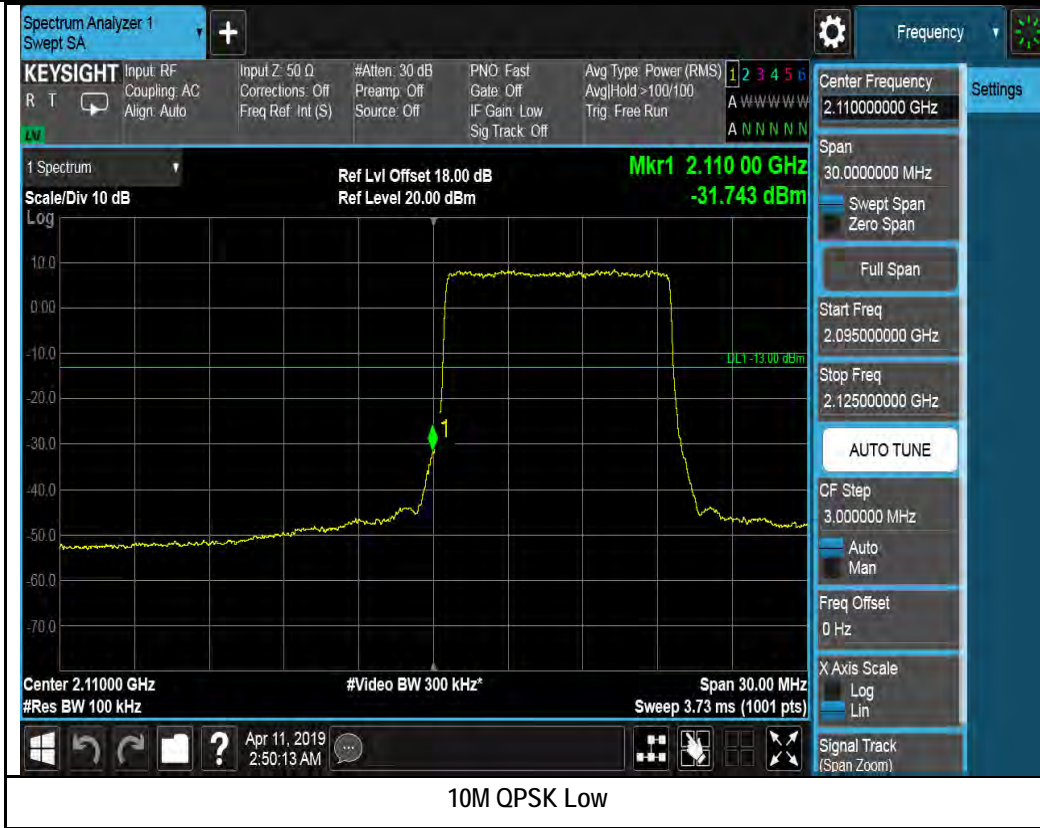 Spectrum Analyzer 1
Swept SA
+
Frequency
KEYSIGHT
R T
LV
Input: RF
Coupling: AC
Align: Auto
Input Z: 50 Ω
Corrections: Off
Freq Ref: Int (S)
#Atten: 30 dB
Preamp: Off
Source: Off
PNO: Fast
Gate: Off
IF Gain: Low
Sig Track: Off
Avg Type: Power (RMS)
Avg|Hold >100/100
Trig: Free Run
1 2 3 4 5 6
A W W W W W
A N N N N N
1 Spectrum
Scale/Div 10 dB
Ref Lvl Offset 18.00 dB
Ref Level 20.00 dBm
Mkr1 2.110 00 GHz
-31.743 dBm
Log
10.0
0.00
-10.0
-20.0
-30.0
-40.0
-50.0
-60.0
-70.0
DL1 -13.00 dBm
1
Center 2.11000 GHz
#Res BW 100 kHz
#Video BW 300 kHz*
Span 30.00 MHz
Sweep 3.73 ms (1001 pts)
?
Apr 11, 2019
2:50:13 AM
Center Frequency
2.110000000 GHz
Settings
Span
30.0000000 MHz
Swept Span
Zero Span
Full Span
Start Freq
2.095000000 GHz
Stop Freq
2.125000000 GHz
AUTO TUNE
CF Step
3.000000 MHz
Auto
Man
Freq Offset
0 Hz
X Axis Scale
Log
Lin
Signal Track
(Span Zoom)
10M QPSK Low